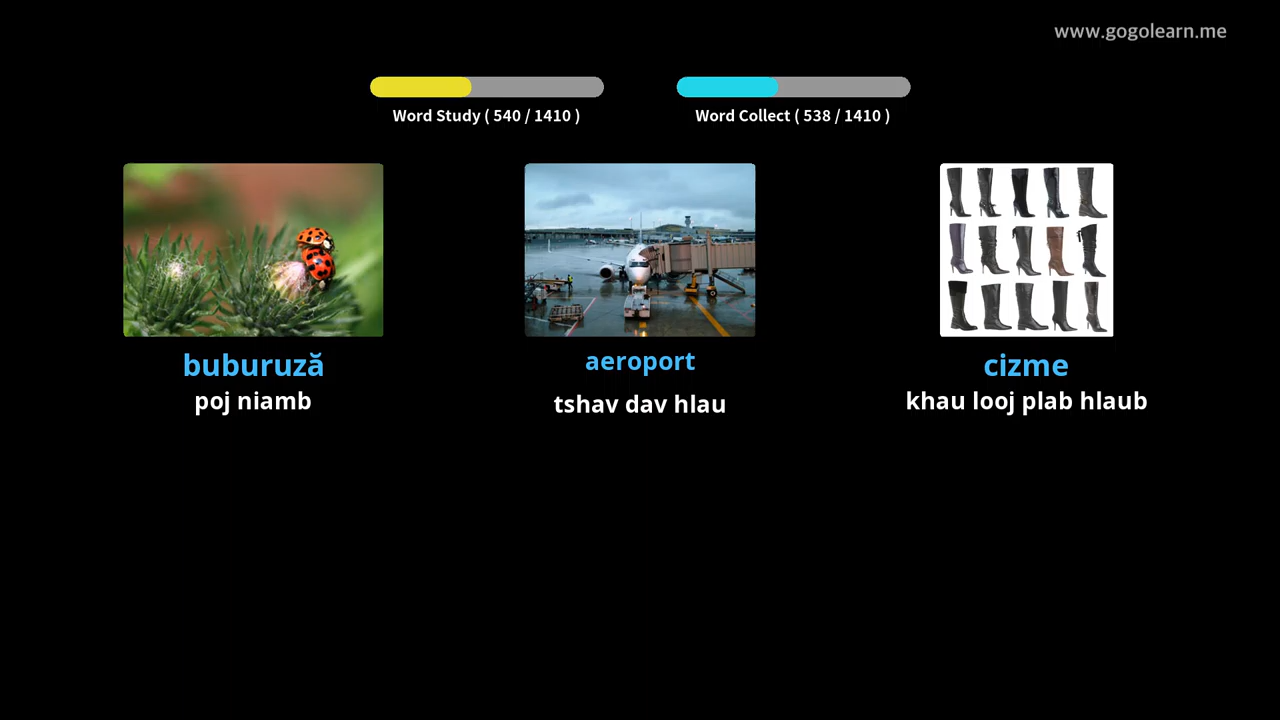 www.gogolearn.me
Word Study ( 540 / 1410 )
Word Collect ( 538 / 1410 )
buburuză
poj niamb
aeroport
tshav dav hlau
cizme
khau looj plab hlaub